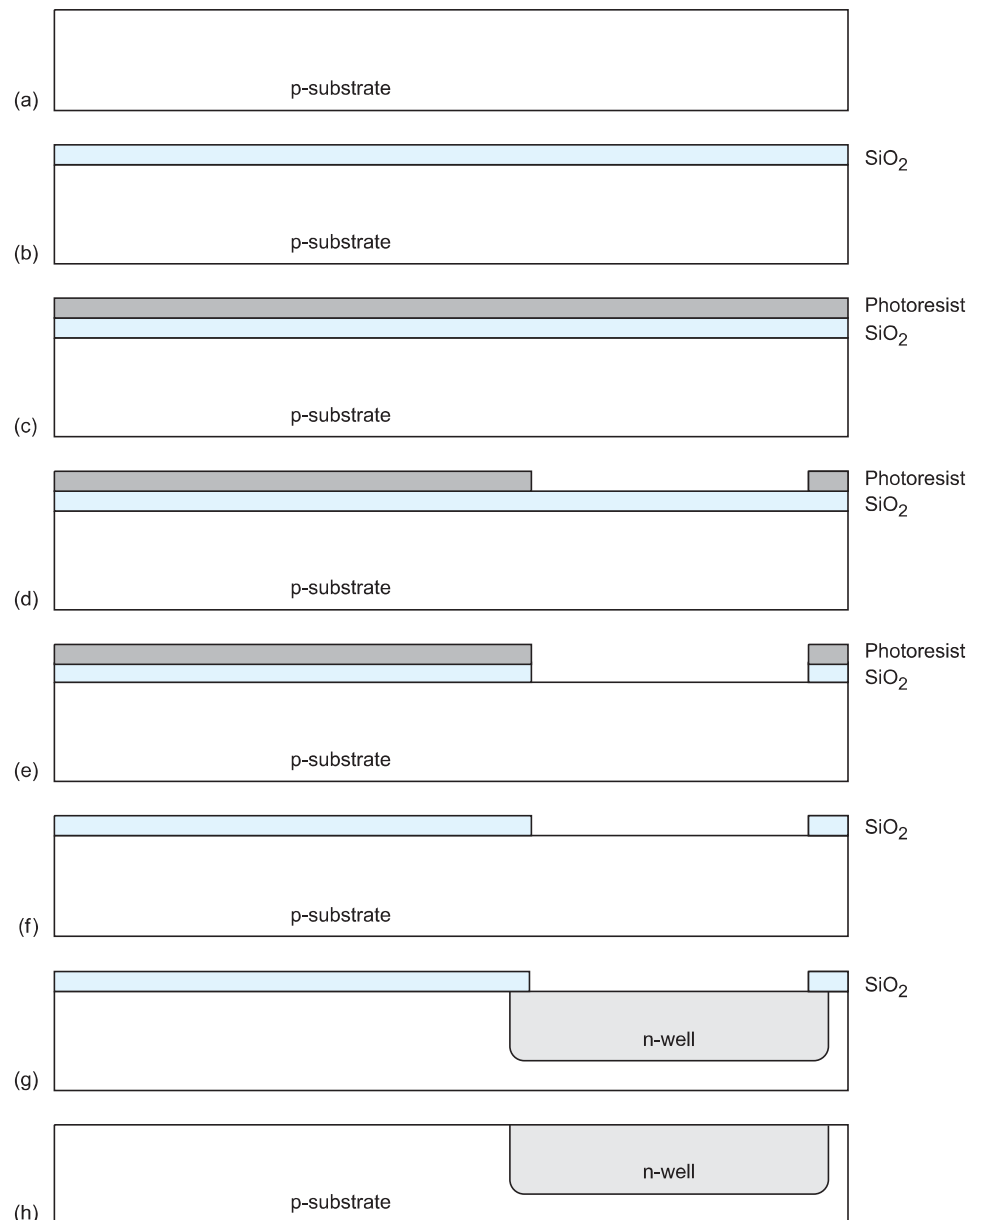 p-substrate
(a)
SiO2
p-substrate
(b)
Photoresist
SiO2
p-substrate
(c)
Photoresist
SiO2
p-substrate
(d)
Photoresist
SiO2
p-substrate
(e)
SiO2
p-substrate
(f)
SiO2
n-well
(g)
n-well
p-substrate
(h)